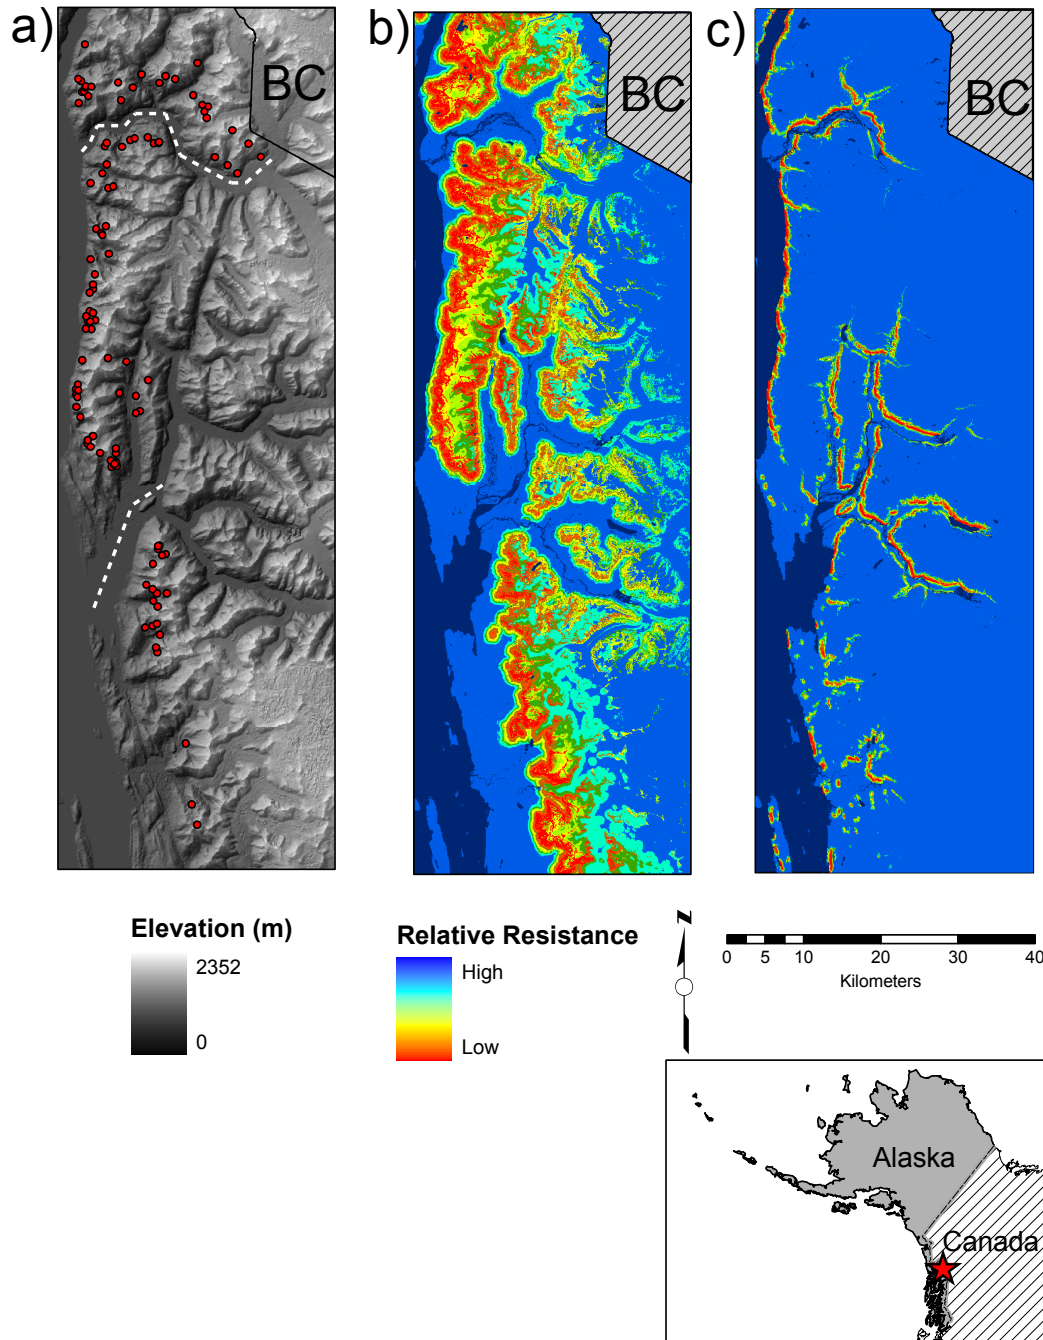 a)
BC
b)
BC
c)
BC
Elevation (m)
2352
0
Relative Resistance
High
Low
N
0 5 10 20 30 40
Kilometers
Alaska
Canada